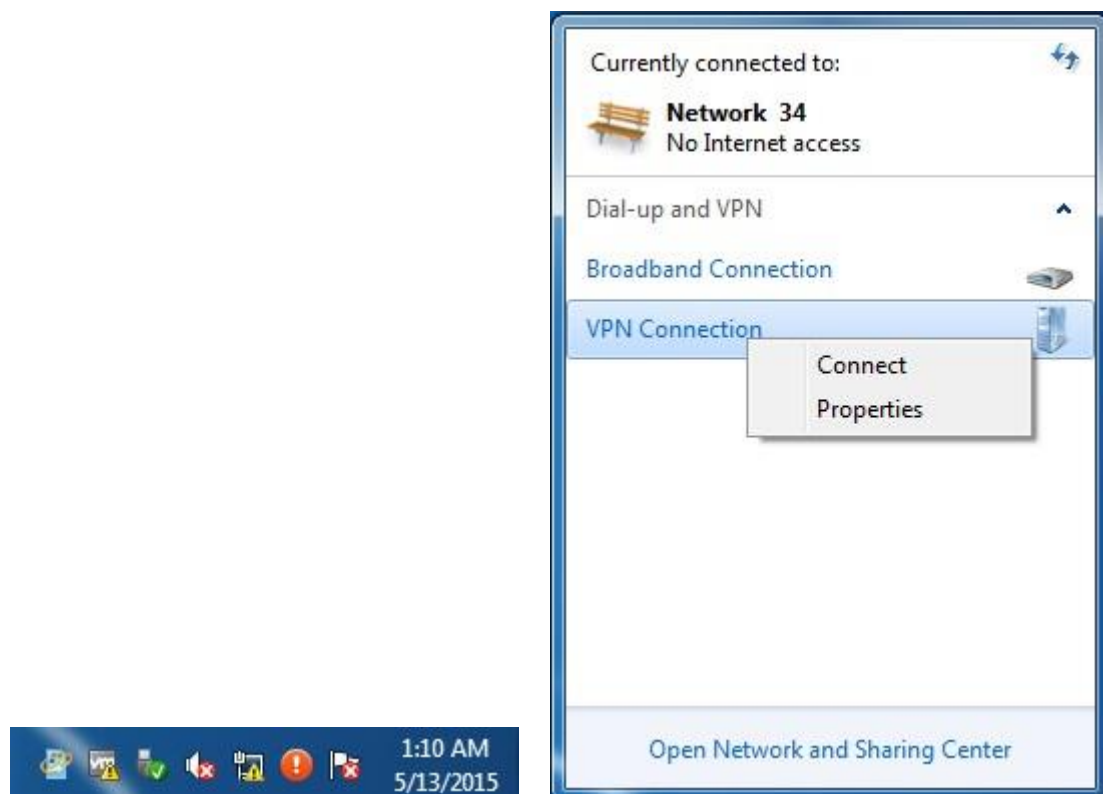 Currently connected to:
Network 34
No Internet access
Dial-up and VPN
Broadband Connection
VPN Connection
Connect
Properties
Open Network and Sharing Center
1:10 AM
5/13/2015